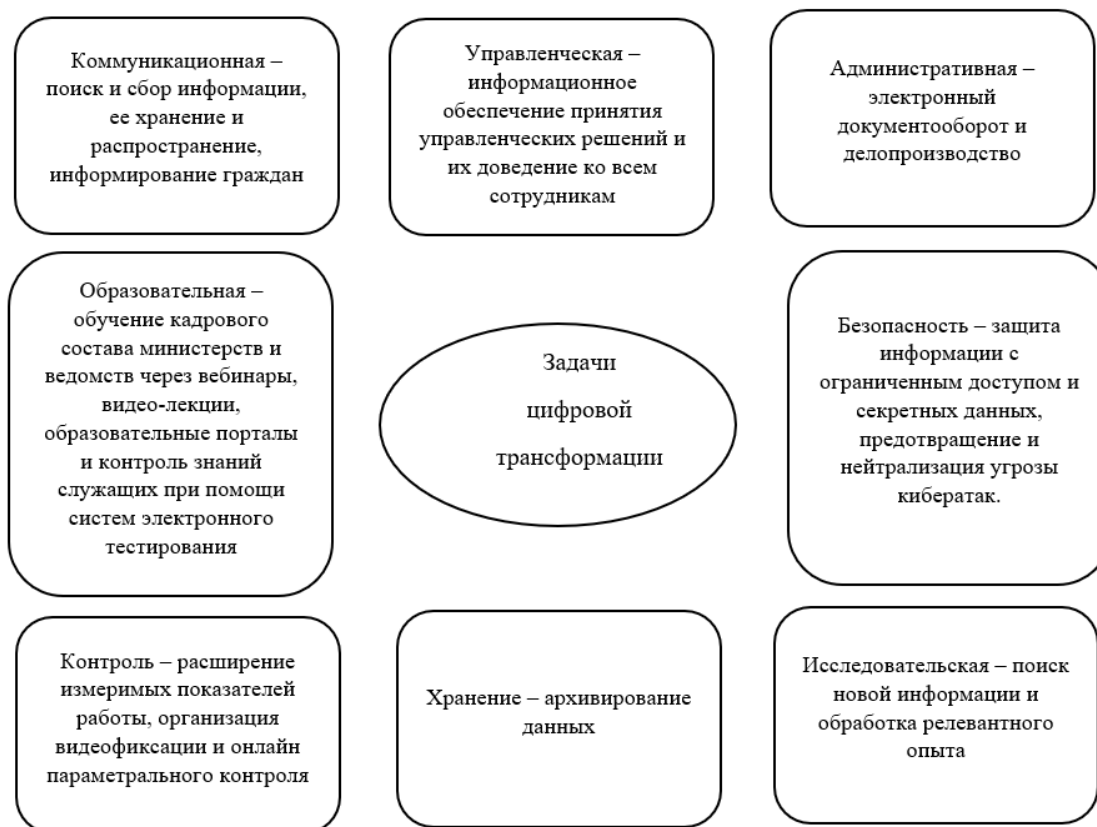 Коммуникационная –
поиск и сбор информации,
ее хранение и
распространение,
информирование граждан
Управленческая –
информационное
обеспечение принятия
управленческих решений и
их доведение ко всем
сотрудникам
Административная –
электронный
документооборот и
делопроизводство
Образовательная –
обучение кадрового
состава министерств и
ведомств через вебинары,
видео-лекции,
образовательные порталы
и контроль знаний
служащих при помощи
систем электронного
тестирования
Задачи
цифровой
трансформации
Безопасность – защита
информации с
ограниченным доступом и
секретных данных,
предотвращение и
нейтрализация угрозы
кибератак.
Контроль – расширение
измеримых показателей
работы, организация
видеофиксации и онлайн
параметрального контроля
Хранение – архивирование
данных
Исследовательская – поиск
новой информации и
обработка релевантного
опыта